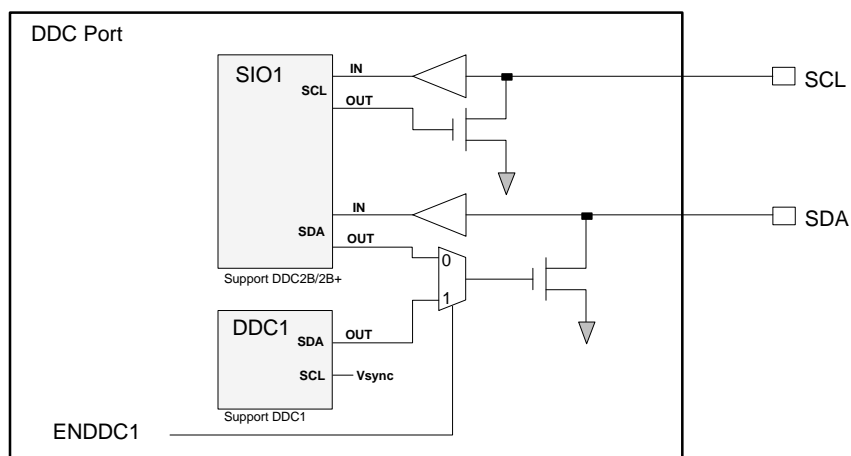 DDC Port
SIO1
IN
SCL
OUT
SCL
IN
SDA
OUT
SDA
Support DDC2B/2B+
0
1
DDC1
SDA
OUT
SCL
Vsync
Support DDC1
ENDDC1